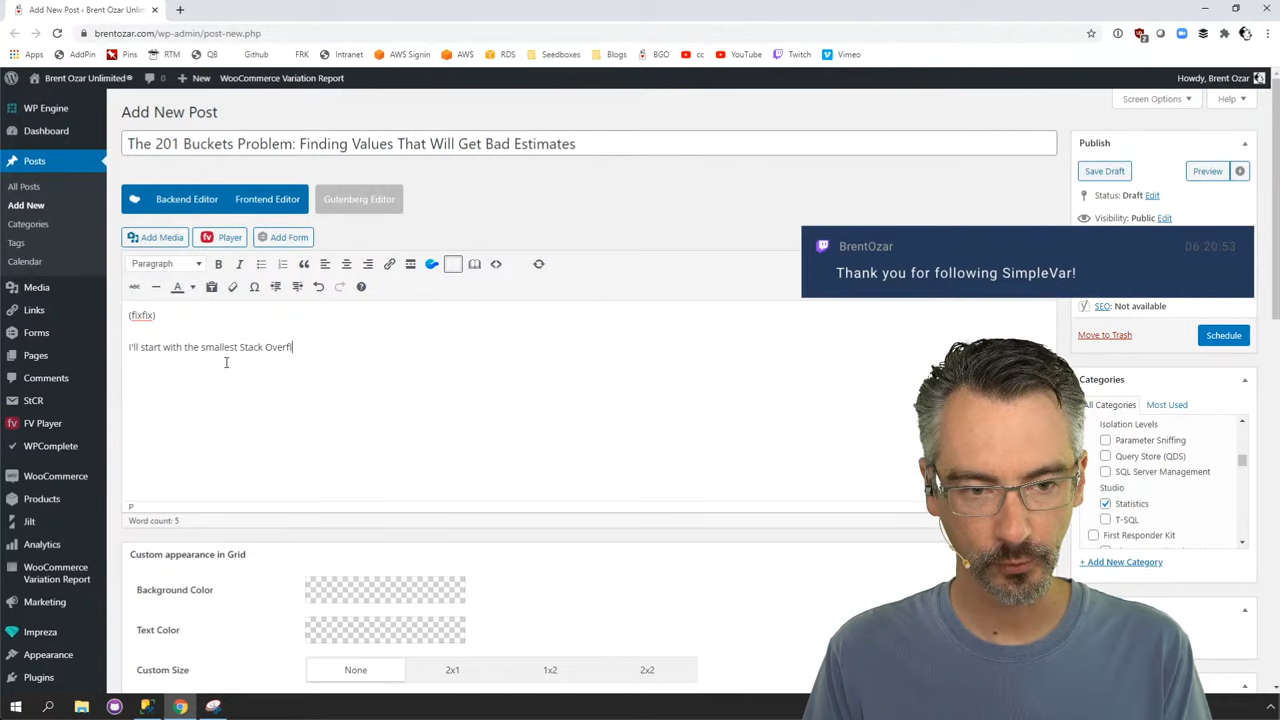 Add New Post ‹ Brent Ozar Unlimi
brentozar.com/wp-admin/post-new.php
Apps AddPin Pins RTM QB Github FRK Intranet AWS Signin AWS RDS Seedboxes Blogs BGO cc YouTube Twitch Vimeo
Brent Ozar Unlimited® 0 New WooCommerce Variation Report Howdy, Brent Ozar
WP Engine
Dashboard
Posts
All Posts
Add New
Categories
Tags
Calendar
Media
Links
Forms
Pages
Comments
StCR
FV Player
WPComplete
WooCommerce
Products
Jilt
Analytics
WooCommerce
Variation Report
Marketing
Impreza
Appearance
Plugins
Add New Post
Screen Options Help
The 201 Buckets Problem: Finding Values That Will Get Bad Estimates
Backend Editor Frontend Editor Gutenberg Editor
Add Media Player Add Form
Paragraph
(fixfix)
I'll start with the smallest Stack Overfl
P
Word count: 5
Custom appearance in Grid
Background Color
Text Color
Custom Size None 2x1 1x2 2x2
Publish
Save Draft Preview
Status: Draft Edit
Visibility: Public Edit
BrentOzar 06:20:53
Thank you for following SimpleVar!
SEO: Not available
Move to Trash Schedule
Categories
All Categories Most Used
Isolation Levels
Parameter Sniffing
Query Store (QDS)
SQL Server Management
Studio
Statistics
T-SQL
First Responder Kit
+ Add New Category